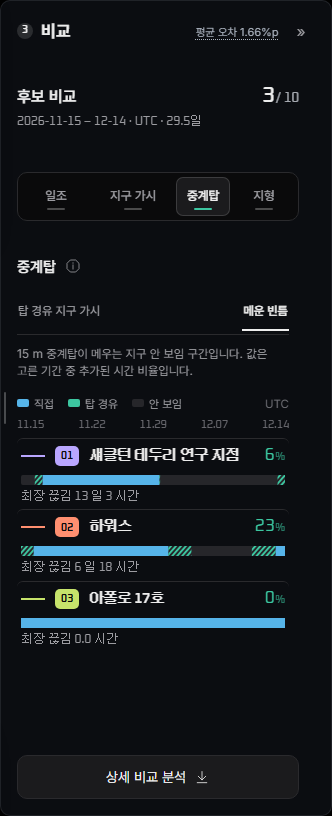 3 비교
평균 오차 1.66%p »
후보 비교
3 / 10
2026-11-15 – 12-14 · UTC · 29.5일
일조 지구 가시 중계탑 지형
중계탑
탑 경유 지구 가시 메운 빈틈
15 m 중계탑이 메우는 지구 안 보임 구간입니다. 값은
고른 기간 중 추가된 시간 비율입니다.
직접 탑 경유 안 보임 UTC
11.15 11.22 11.29 12.07 12.14
01 섀클턴 테두리 연구 지점 6%
최장 끊김 13 일 3 시간
02 하워스 23%
최장 끊김 6 일 18 시간
03 아폴로 17호 0%
최장 끊김 0.0 시간
상세 비교 분석